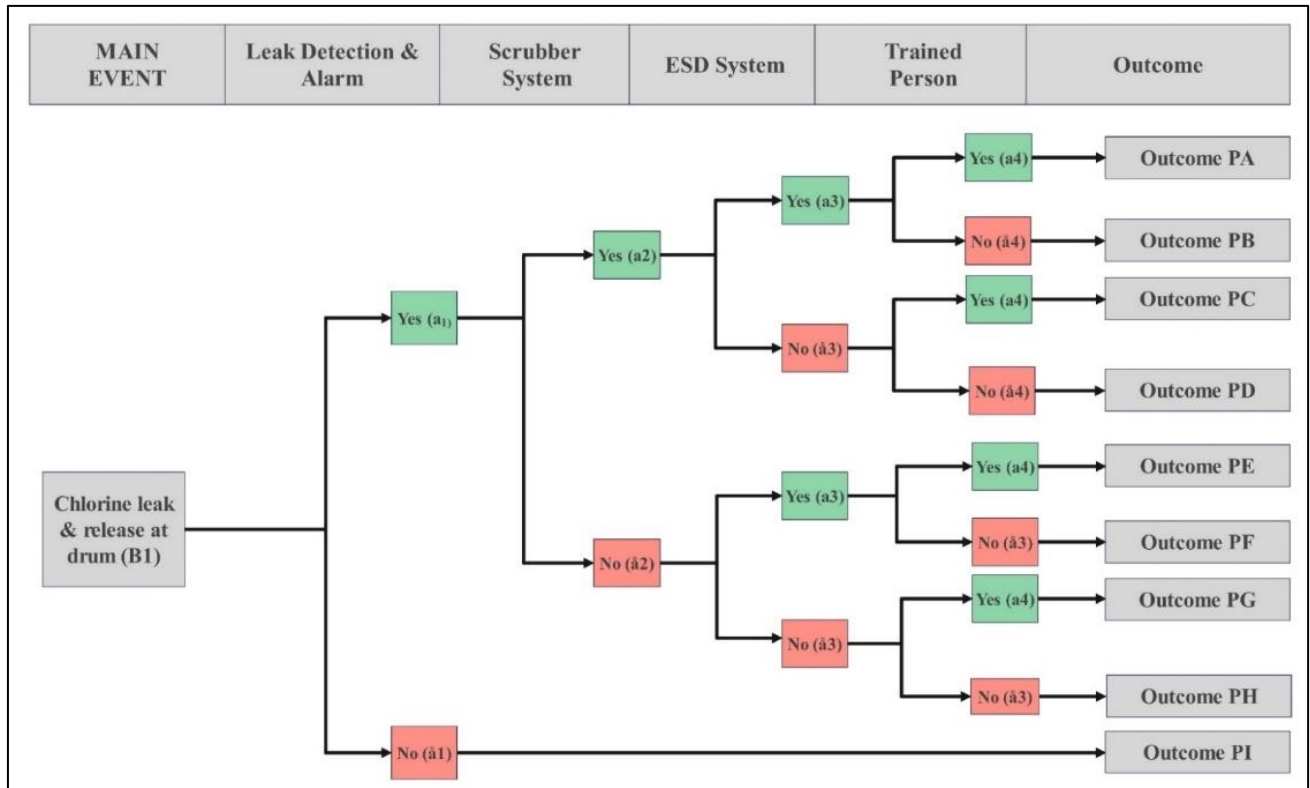 MAIN
EVENT
Leak Detection &
Alarm
Scrubber
System
ESD System
Trained
Person
Outcome
Yes (a4)
Outcome PA
Yes (a3)
No (å4)
Outcome PB
Yes (a2)
Yes (a4)
Outcome PC
Yes (a₁)
No (å3)
No (å4)
Outcome PD
Yes (a4)
Outcome PE
Yes (a3)
Chlorine leak
& release at
drum (B1)
No (å3)
Outcome PF
No (å2)
Yes (a4)
Outcome PG
No (å3)
No (å3)
Outcome PH
No (å1)
Outcome PI